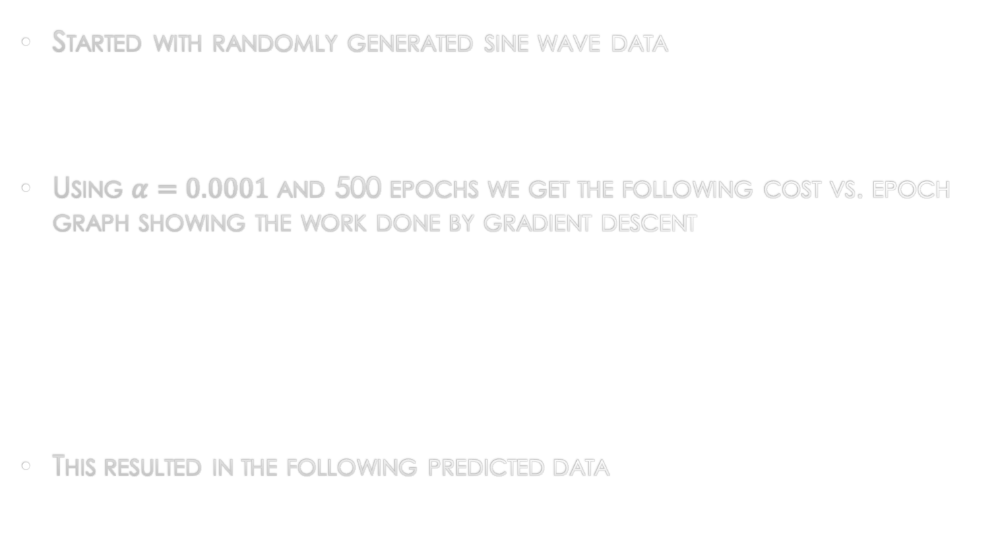 ○ Started with randomly generated sine wave data
○ Using 𝜶 = 𝟎.𝟎𝟎𝟎𝟏 and 500 epochs we get the following cost vs. epoch
graph showing the work done by gradient descent
○ This resulted in the following predicted data